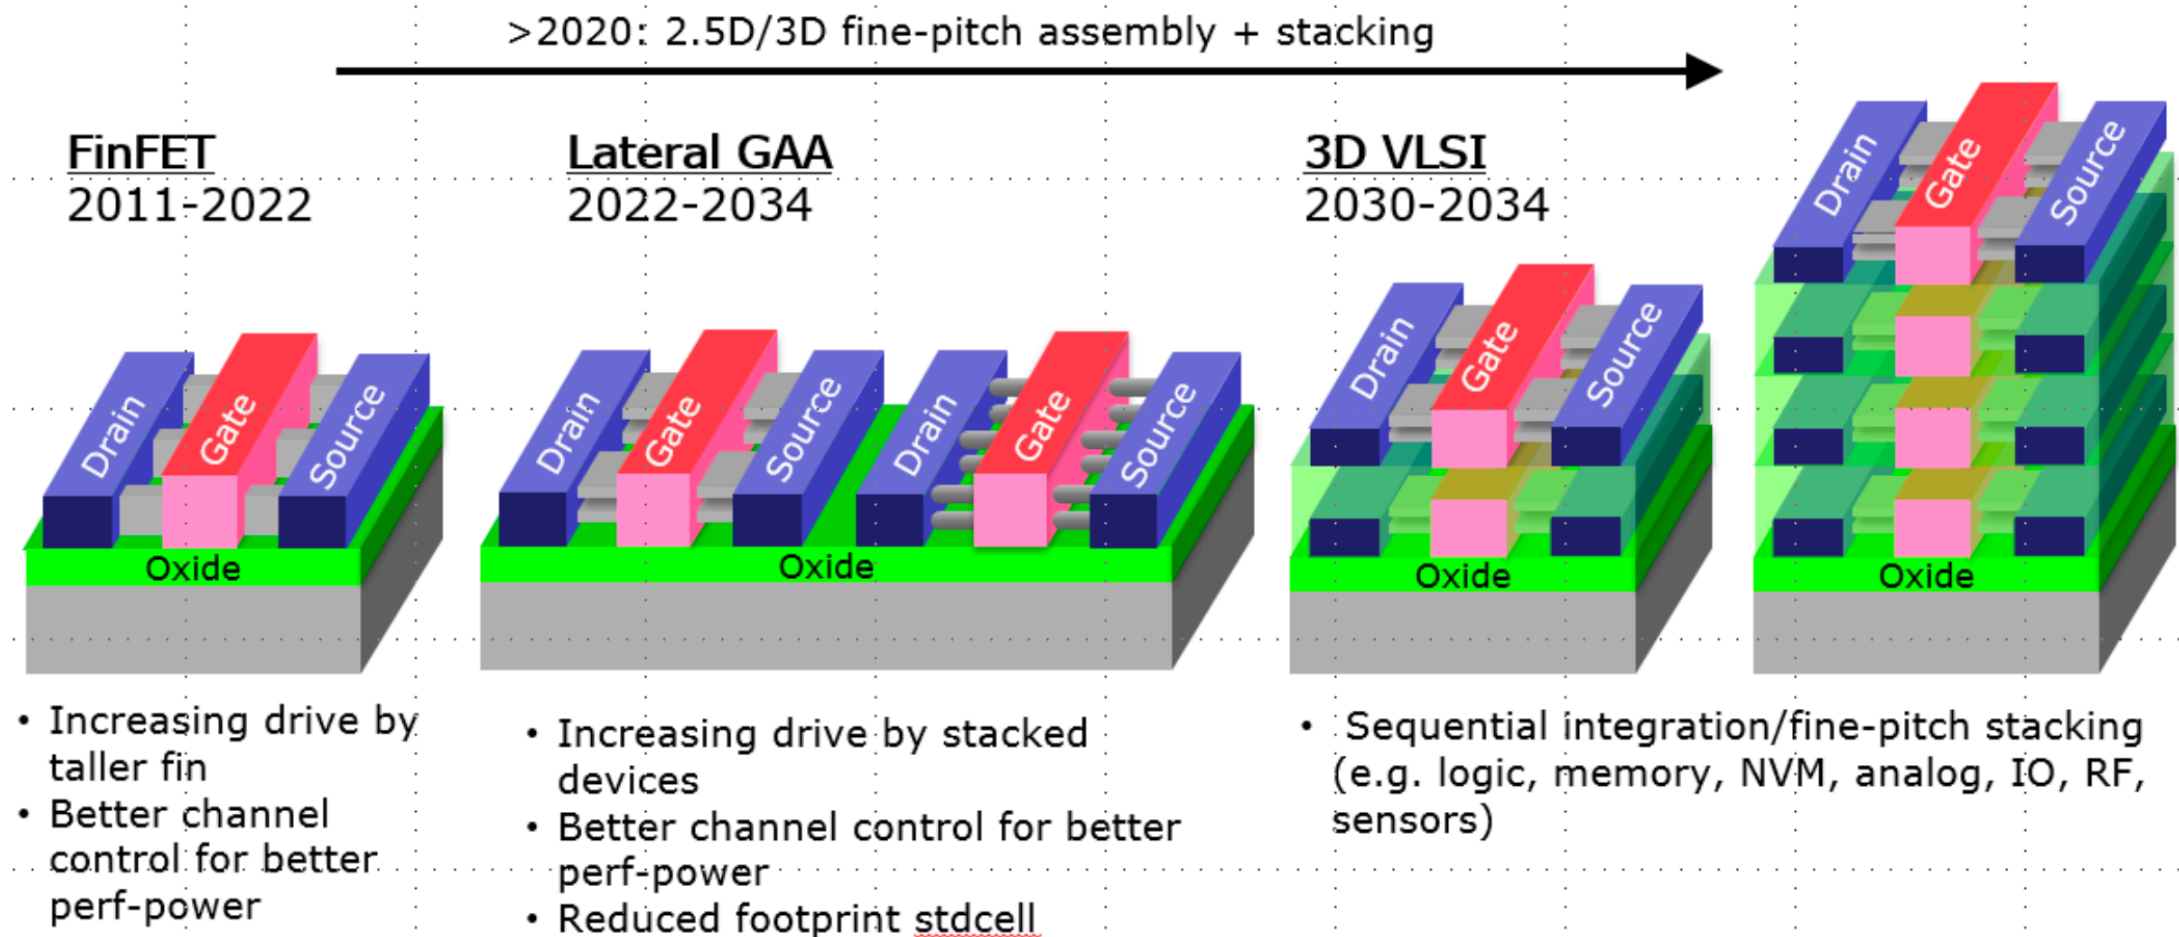 >2020: 2.5D/3D fine-pitch assembly + stacking
FinFET
2011-2022
Lateral GAA
2022-2034
3D VLSI
2030-2034
Drain
Gate
Source
Oxide
Drain
Gate
Source
Drain
Gate
Source
Oxide
Drain
Gate
Source
Oxide
Drain
Gate
Source
Oxide
• Increasing drive by
taller fin
• Better channel
control for better
perf-power
• Increasing drive by stacked
devices
• Better channel control for better
perf-power
• Reduced footprint stdcell
• Sequential integration/fine-pitch stacking
(e.g. logic, memory, NVM, analog, IO, RF,
sensors)